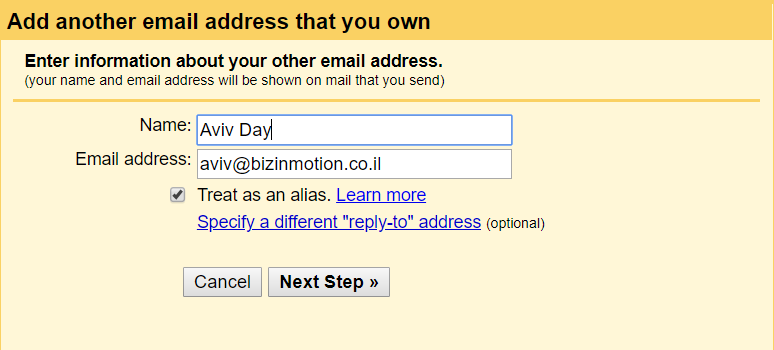 Add another email address that you own
Enter information about your other email address.
(your name and email address will be shown on mail that you send)
Name: Aviv Day
Email address: aviv@bizinmotion.co.il
Treat as an alias. Learn more
Specify a different "reply-to" address (optional)
Cancel Next Step »